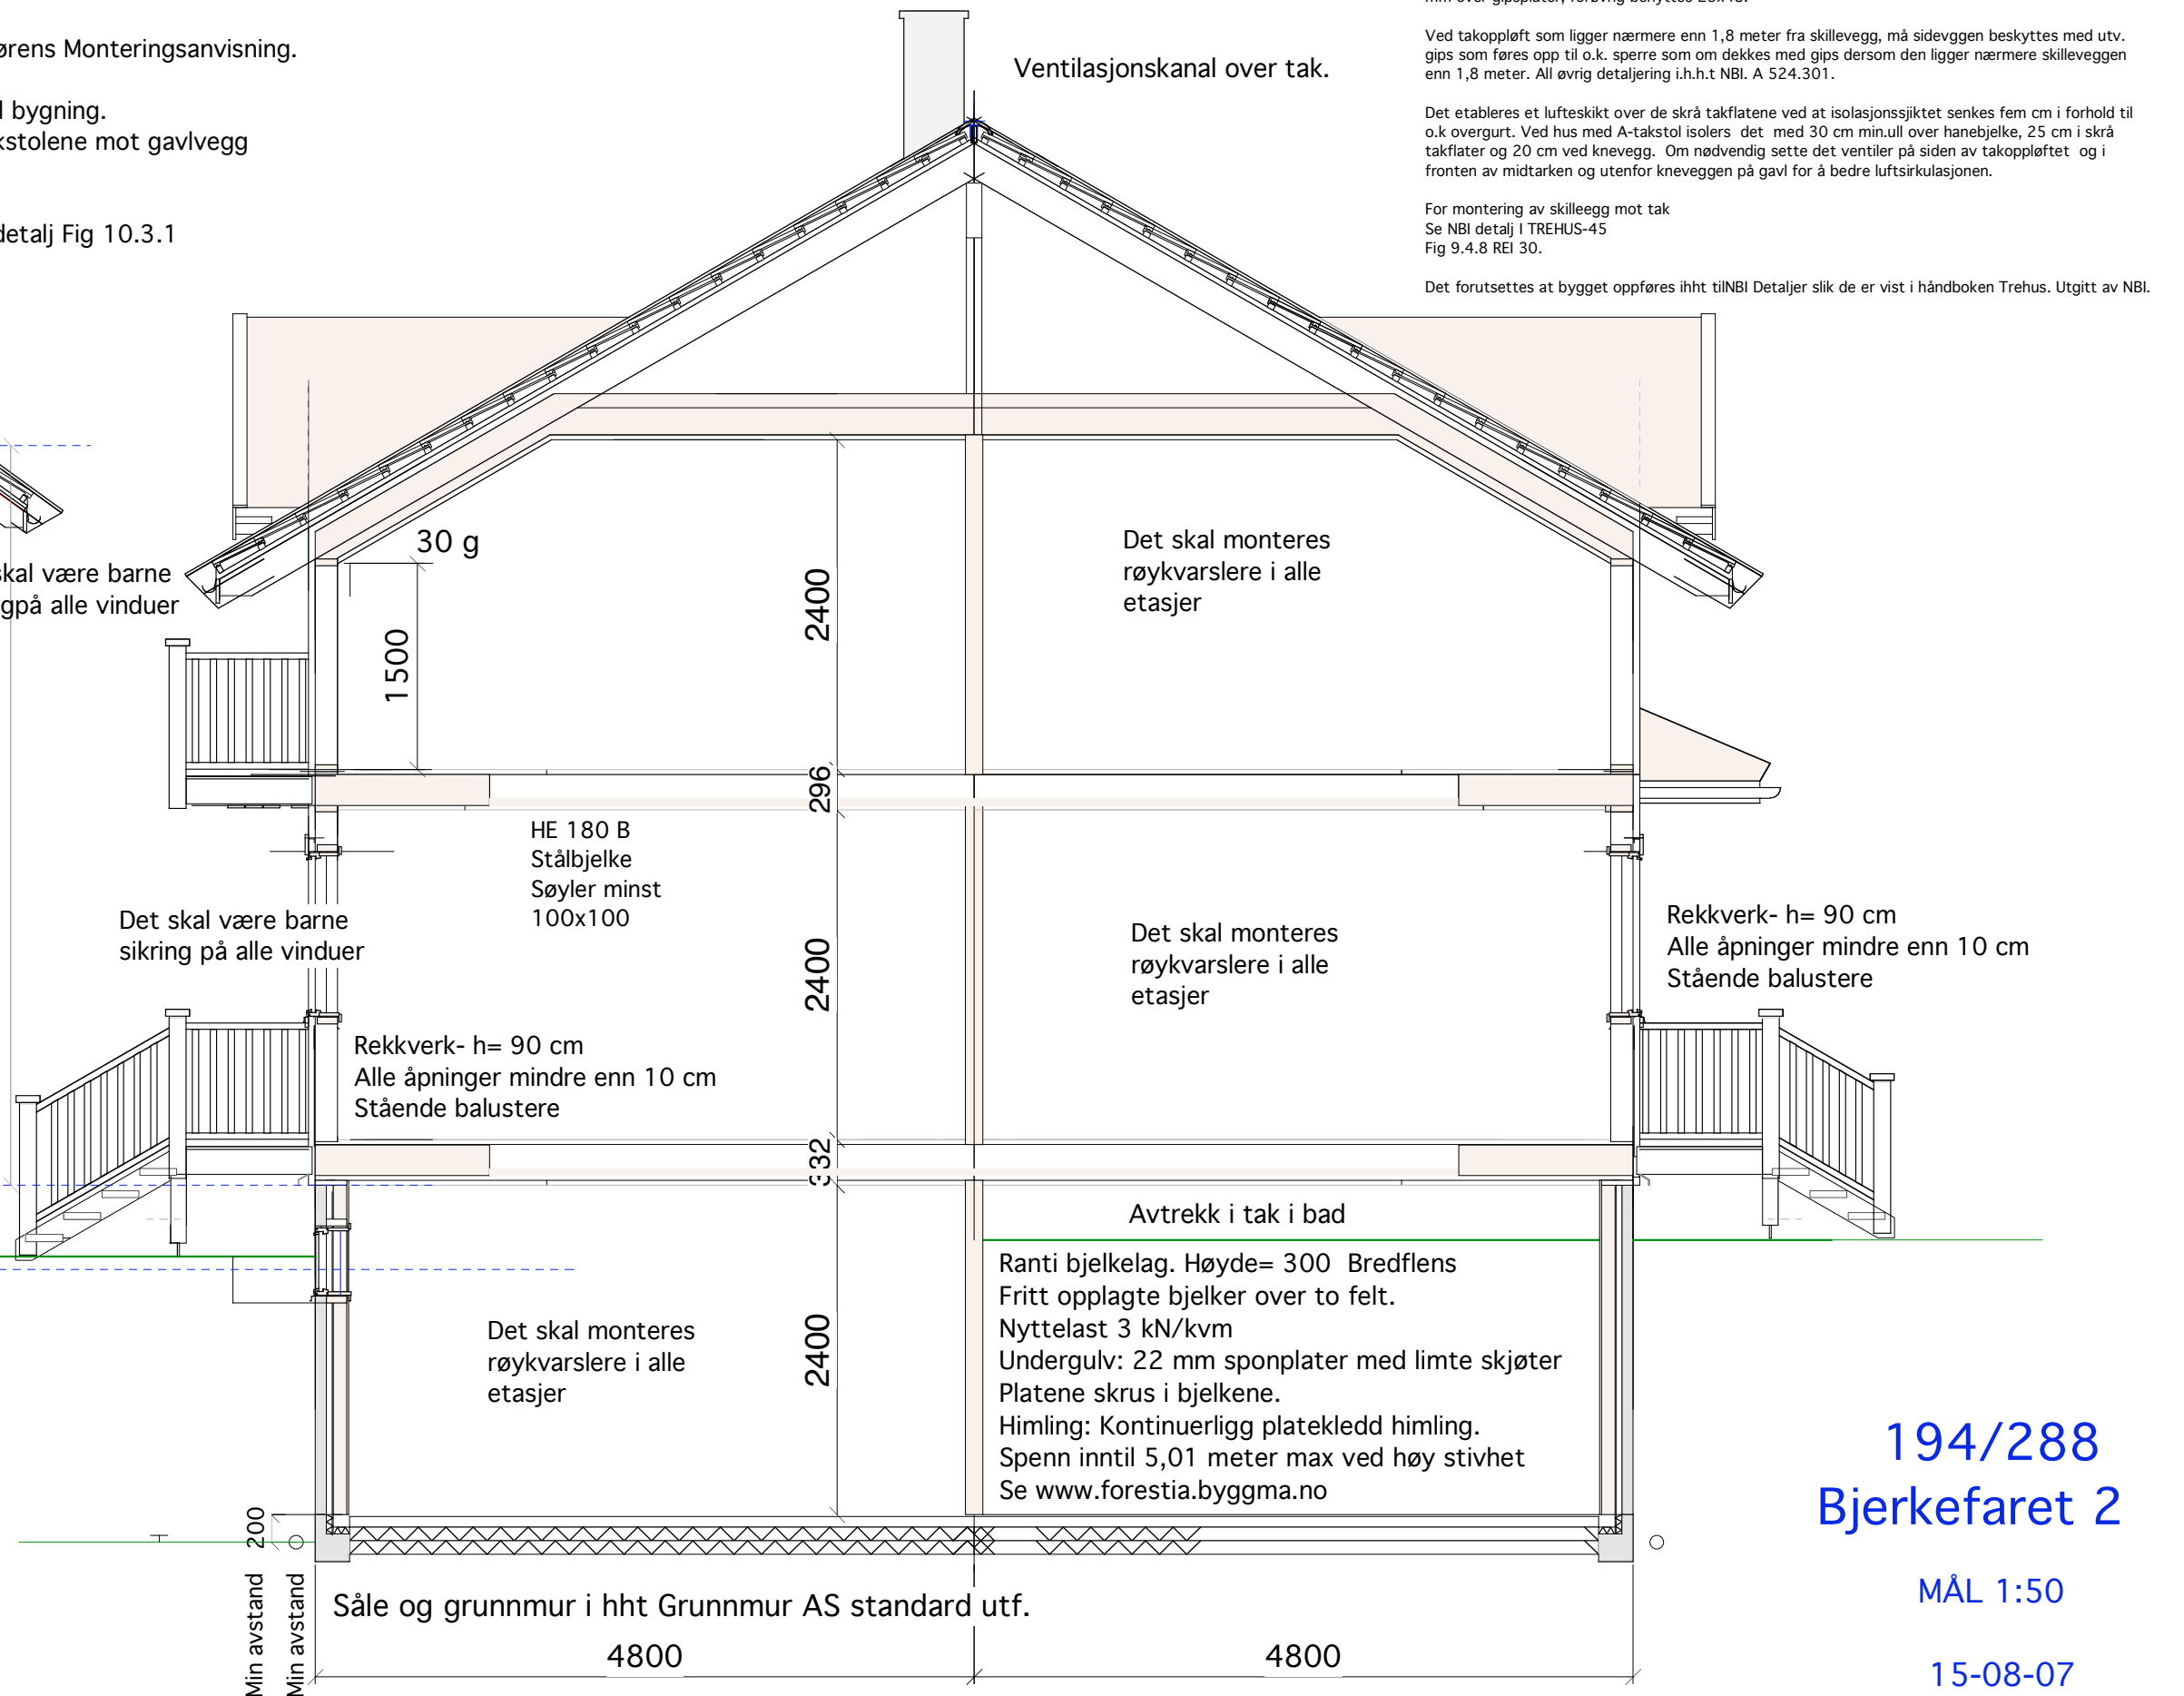 ørens Monteringsanvisning.
bygning.
kstolene mot gavlvegg
detalj Fig 10.3.1
Ventilasjonskanal over tak.
Ved takoppløft som ligger nærmere enn 1,8 meter fra skillevegg, må sidevggen beskyttes med utv.
gips som føres opp til o.k. sperre som om dekkes med gips dersom den ligger nærmere skilleveggen
enn 1,8 meter. All øvrig detaljering i.h.h.t NBI. A 524.301.
Det etableres et lufteskikt over de skrå takflatene ved at isolasjonssjiktet senkes fem cm i forhold til
o.k overgurt. Ved hus med A-takstol isolers det med 30 cm min.ull over hanebjelke, 25 cm i skrå
takflater og 20 cm ved knevegg. Om nødvendig sette det ventiler på siden av takoppløftet og i
fronten av midtarken og utenfor kneveggen på gavl for å bedre luftsirkulasjonen.
For montering av skilleegg mot tak
Se NBI detalj I TREHUS-45
Fig 9.4.8 REI 30.
Det forutsettes at bygget oppføres ihht tilNBI Detaljer slik de er vist i håndboken Trehus. Utgitt av NBI.
30 g
skal være barne
gpå alle vinduer
1500
2400
Det skal monteres
røykvarslere i alle
etasjer
296
HE 180 B
Stålbjelke
Søyler minst
100x100
Det skal være barne
sikring på alle vinduer
2400
Det skal monteres
røykvarslere i alle
etasjer
Rekkverk- h= 90 cm
Alle åpninger mindre enn 10 cm
Stående balustere
Rekkverk- h= 90 cm
Alle åpninger mindre enn 10 cm
Stående balustere
332
Avtrekk i tak i bad
Ranti bjelkelag. Høyde= 300 Bredflens
Fritt opplagte bjelker over to felt.
Nyttelast 3 kN/kvm
Undergulv: 22 mm sponplater med limte skjøter
Platene skrus i bjelkene.
Himling: Kontinuerligg platekledd himling.
Spenn inntil 5,01 meter max ved høy stivhet
Se www.forestia.byggma.no
Det skal monteres
røykvarslere i alle
etasjer
2400
200
Min avstand
Min avstand
Såle og grunnmur i hht Grunnmur AS standard utf.
4800
4800
194/288
Bjerkefaret 2
MÅL 1:50
15-08-07